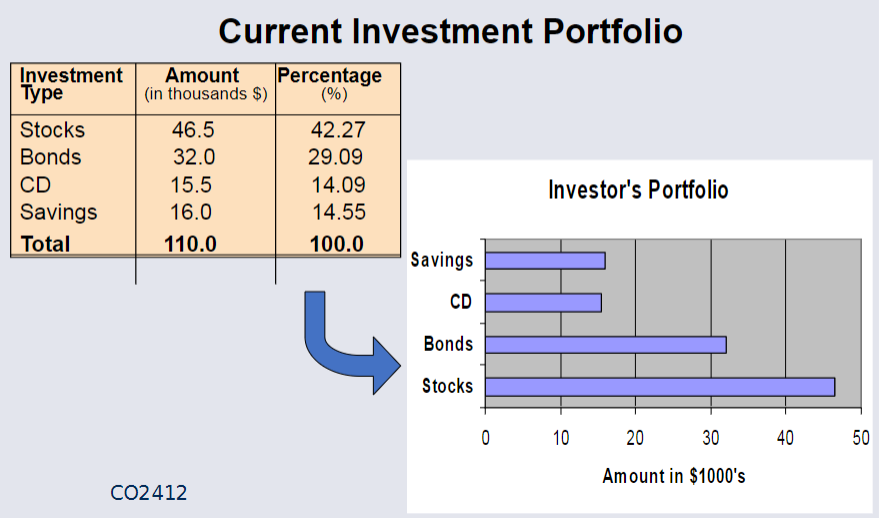 Current Investment Portfolio
Investment Type Amount (in thousands $) Percentage (%)
Stocks 46.5 42.27
Bonds 32.0 29.09
CD 15.5 14.09
Savings 16.0 14.55
Total 110.0 100.0
Investor's Portfolio
Savings
CD
Bonds
Stocks
0 10 20 30 40 50
Amount in $1000's
CO2412